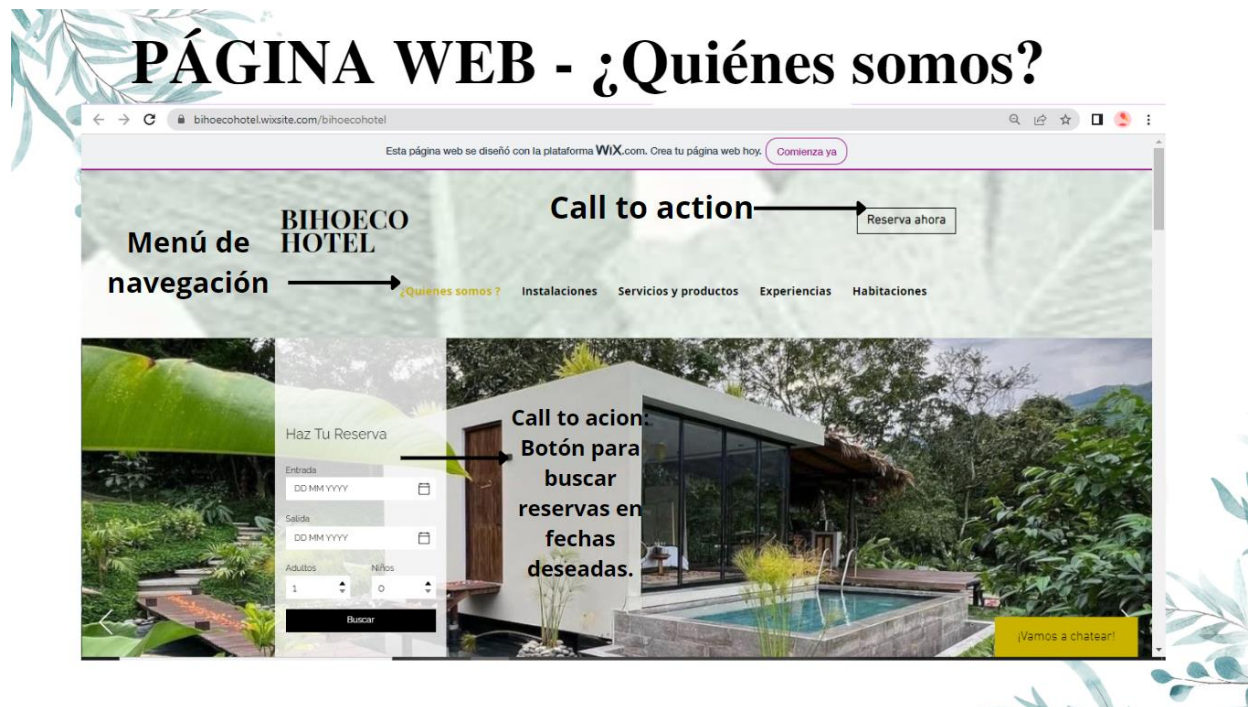 PÁGINA WEB - ¿Quiénes somos?
bihoecohotel.wixsite.com/bihoecohotel
Esta página web se diseñó con la plataforma WiX.com. Crea tu página web hoy. Comienza ya
BIHOECO
HOTEL
Call to action
Reserva ahora
Menú de
navegación
¿Quienes somos ? Instalaciones Servicios y productos Experiencias Habitaciones
Haz Tu Reserva
Entrada
DD MM YYYY
Salida
DD MM YYYY
Adultos Niños
1 0
Buscar
Call to acion:
Botón para
buscar
reservas en
fechas
deseadas.
¡Vamos a chatear!